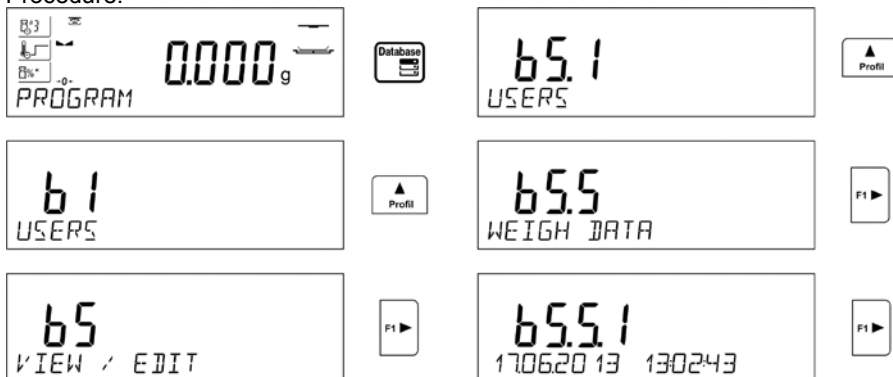 Procedure:
0.000 g
-0-
PROGRAM
Database
b1
USERS
Profil
b5
VIEW / EDIT
F1
b5.1
USERS
Profil
b5.5
WEIGH DATA
F1
b5.5.1
17.06.2013 13:02:43
F1